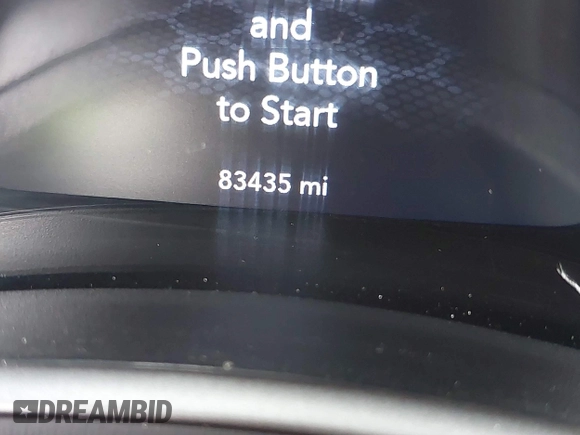 and
Push Button
to Start
83435 mi
DREAMBID